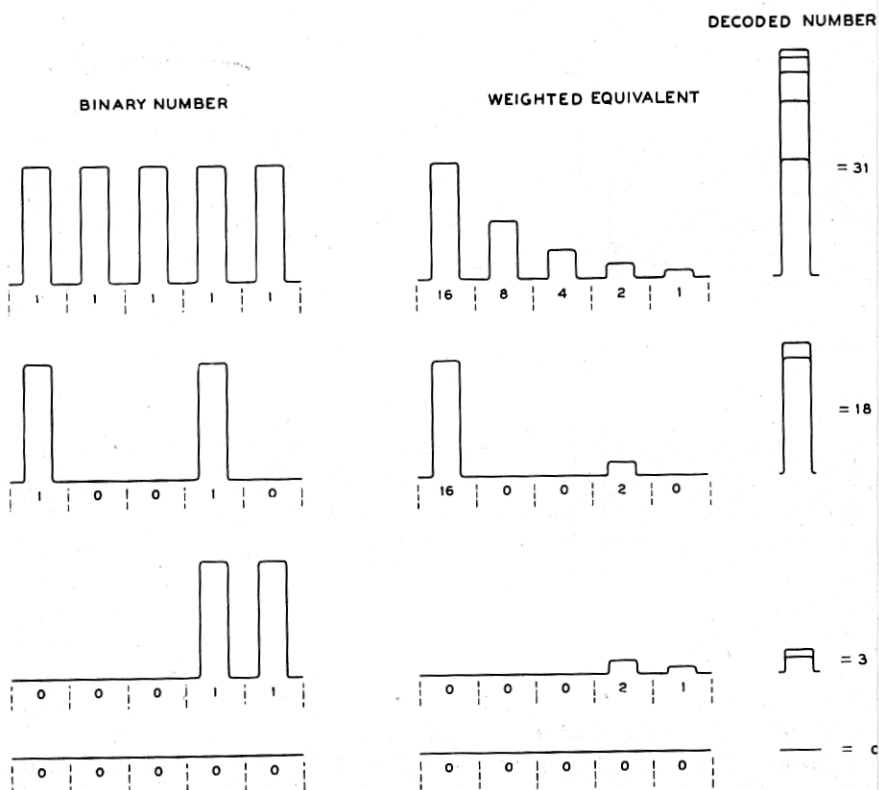 DECODED NUMBER
BINARY NUMBER
WEIGHTED EQUIVALENT
= 31
1 1 1 1 1
16 8 4 2 1
= 18
1 0 0 1 0
16 0 0 2 0
= 3
0 0 0 1 1
0 0 0 2 1
=
0 0 0 0 0
0 0 0 0 0